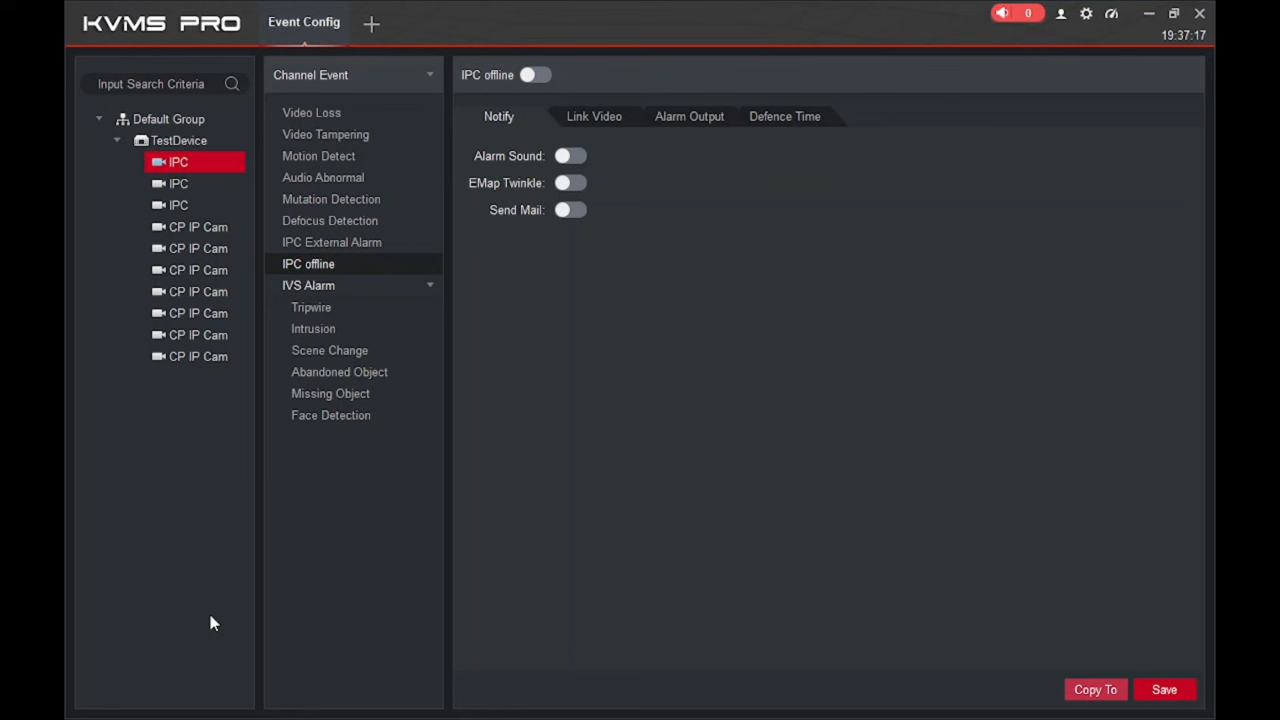 KVMS PRO
Event Config
0
19:37:17
Input Search Criteria
Default Group
TestDevice
IPC
IPC
IPC
CP IP Cam
CP IP Cam
CP IP Cam
CP IP Cam
CP IP Cam
CP IP Cam
CP IP Cam
Channel Event
Video Loss
Video Tampering
Motion Detect
Audio Abnormal
Mutation Detection
Defocus Detection
IPC External Alarm
IPC offline
IVS Alarm
Tripwire
Intrusion
Scene Change
Abandoned Object
Missing Object
Face Detection
IPC offline
Notify
Link Video
Alarm Output
Defence Time
Alarm Sound:
EMap Twinkle:
Send Mail:
Copy To
Save